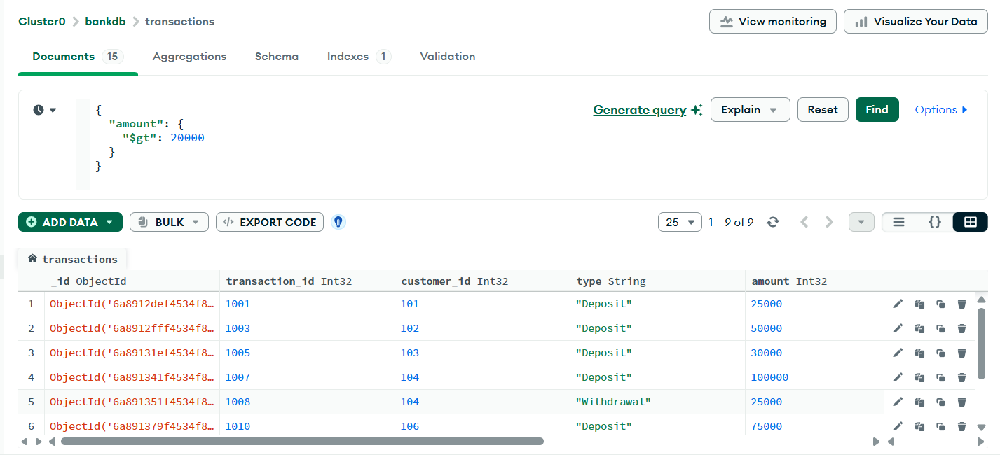 Cluster0 > bankdb > transactions
View monitoring
Visualize Your Data
Documents 15 Aggregations Schema Indexes 1 Validation
{
"amount": {
"$gt": 20000
}
}
Generate query
Explain
Reset
Find
Options
ADD DATA
BULK
</> EXPORT CODE
25
1 – 9 of 9
{}
transactions
_id ObjectId transaction_id Int32 customer_id Int32 type String amount Int32
1 ObjectId('6a8912def4534f8… 1001 101 "Deposit" 25000
2 ObjectId('6a8912fff4534f8… 1003 102 "Deposit" 50000
3 ObjectId('6a89131ef4534f8… 1005 103 "Deposit" 30000
4 ObjectId('6a891341f4534f8… 1007 104 "Deposit" 100000
5 ObjectId('6a891351f4534f8… 1008 104 "Withdrawal" 25000
6 ObjectId('6a891379f4534f8… 1010 106 "Deposit" 75000